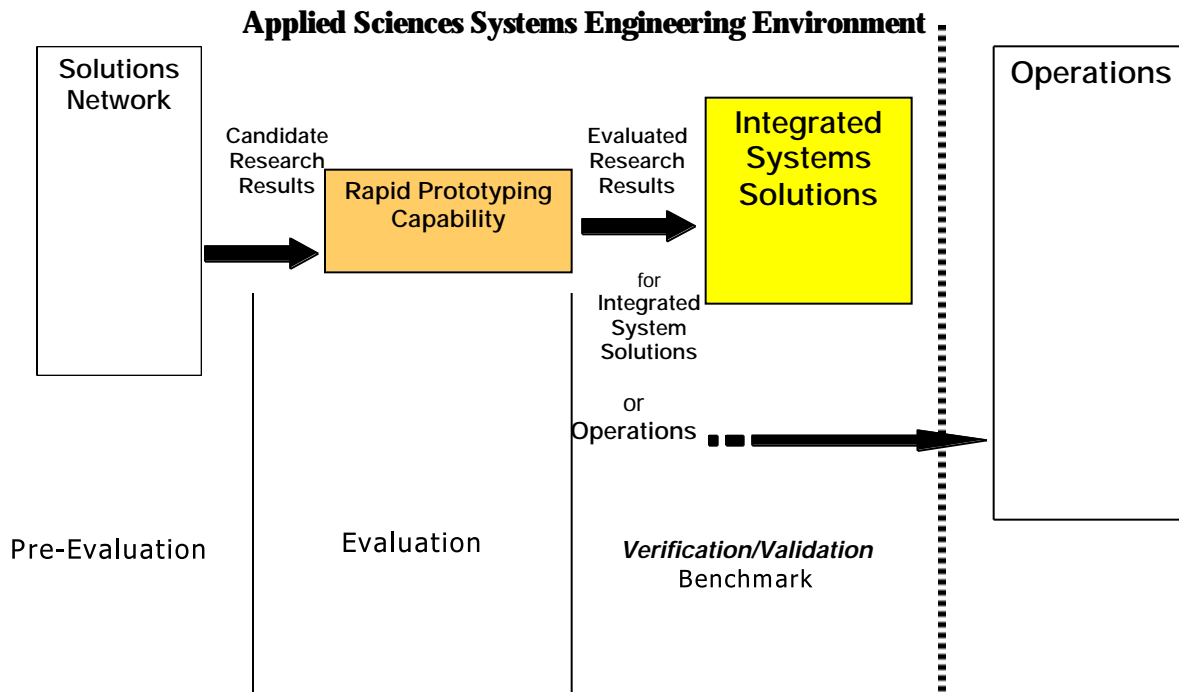 Applied Sciences Systems Engineering Environment
Solutions
Network
Candidate
Research
Results
Rapid Prototyping
Capability
Evaluated
Research
Results
for
Integrated
System
Solutions
or
Operations
Integrated
Systems
Solutions
Operations
Pre-Evaluation
Evaluation
Verification/Validation
Benchmark